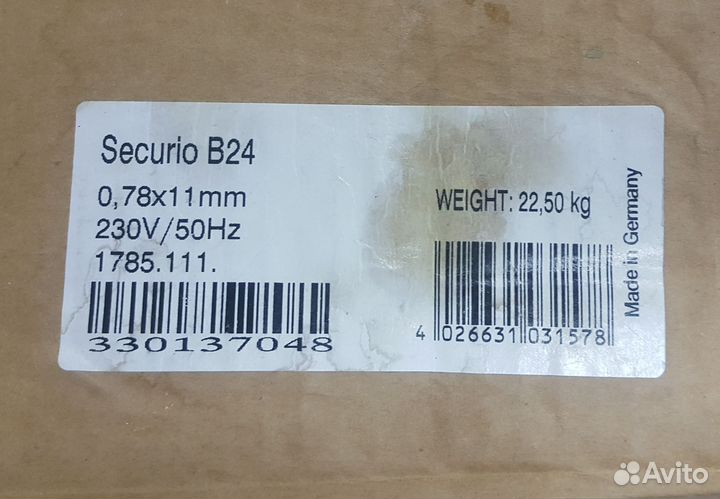 Securio B24
0,78x11mm
230V/50Hz
1785.111.
330137048
WEIGHT: 22,50 kg
4 026631 031578
Made in Germany
Avito